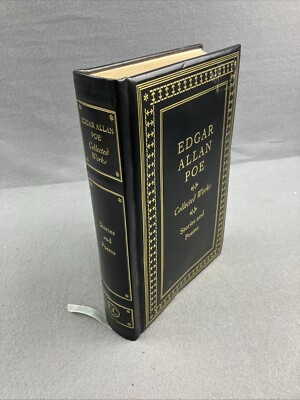 EDGAR ALLAN
POE
Collected
Works
Stories
and
Poems
EDGAR
ALLAN
POE
Collected Works
Stories and
Poems